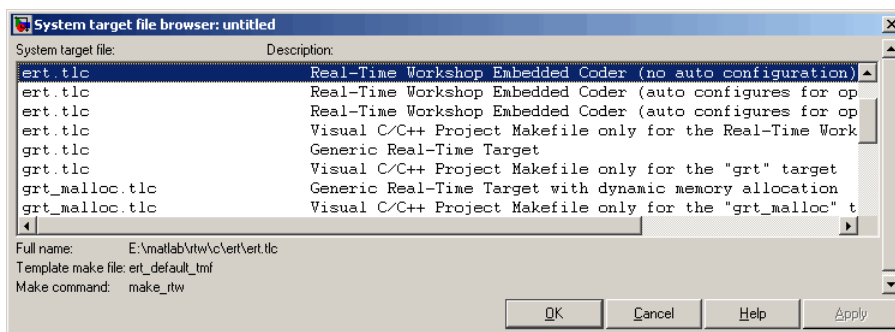 System target file browser: untitled
System target file: Description:
ert.tlc Real-Time Workshop Embedded Coder (no auto configuration)
ert.tlc Real-Time Workshop Embedded Coder (auto configures for op
ert.tlc Real-Time Workshop Embedded Coder (auto configures for op
ert.tlc Visual C/C++ Project Makefile only for the Real-Time Work
grt.tlc Generic Real-Time Target
grt.tlc Visual C/C++ Project Makefile only for the "grt" target
grt_malloc.tlc Generic Real-Time Target with dynamic memory allocation
grt_malloc.tlc Visual C/C++ Project Makefile only for the "grt_malloc" t
Full name: E:\matlab\rtw\c\ert\ert.tlc
Template make file: ert_default_tmf
Make command: make_rtw
OK Cancel Help Apply